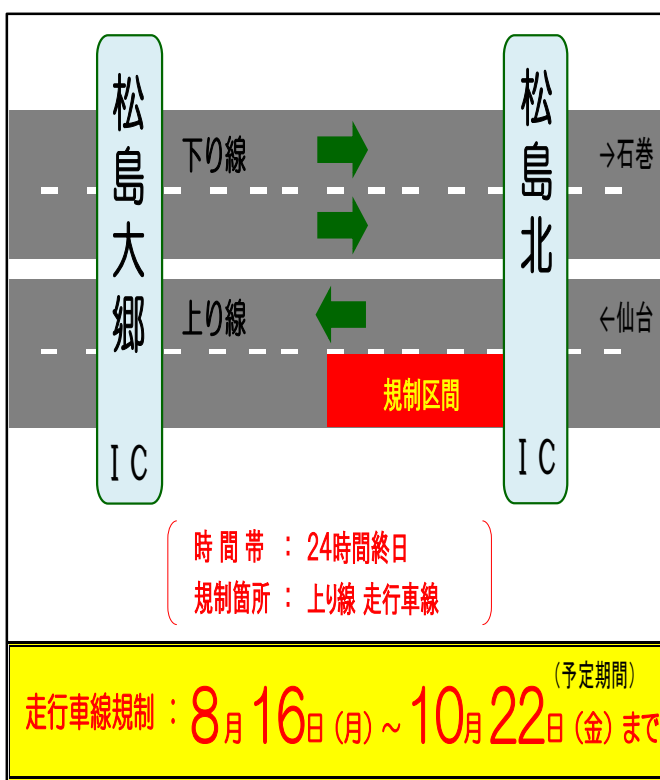 松島大郷IC
松島北IC
下り線
→石巻
上り線
←仙台
規制区間
時間帯 : 24時間終日
規制箇所 : 上り線 走行車線
(予定期間)
走行車線規制 : 8月16日(月)~10月22日(金)まで